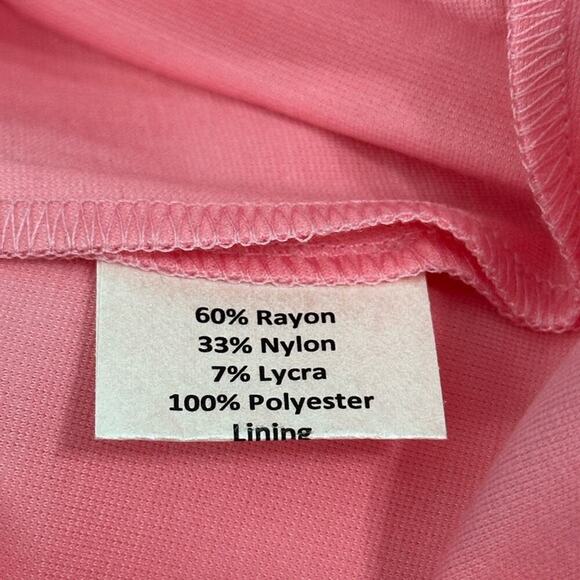 60% Rayon
33% Nylon
7% Lycra
100% Polyester
Lining